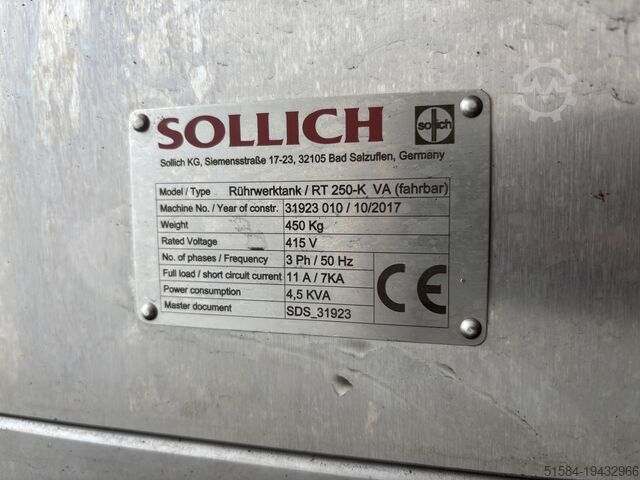 SOLLICH
sollich
Sollich KG, Siemensstraße 17-23, 32105 Bad Salzuflen, Germany
Model / Type Rührwerktank / RT 250-K VA (fahrbar)
Machine No. / Year of constr. 31923 010 / 10/2017
Weight 450 Kg
Rated Voltage 415 V
No. of phases / Frequency 3 Ph / 50 Hz
Full load / short circuit current 11 A / 7KA
Power consumption 4,5 KVA
Master document SDS_31923
CE
51584-19432966